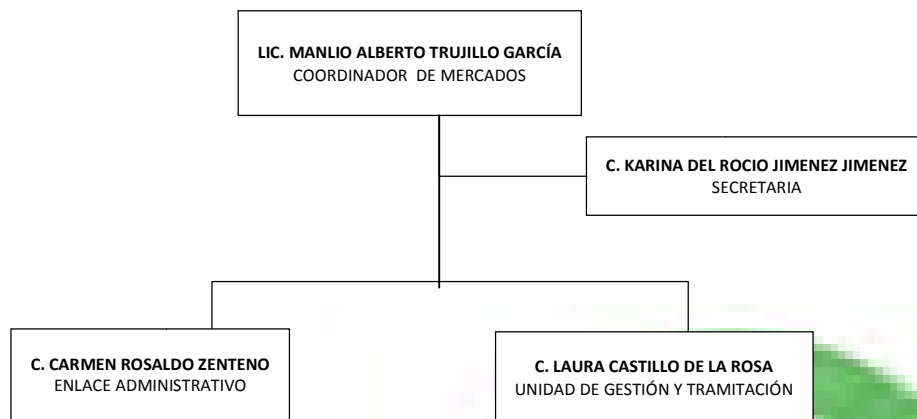 LIC. MANLIO ALBERTO TRUJILLO GARCÍA
COORDINADOR DE MERCADOS
C. KARINA DEL ROCIO JIMENEZ JIMENEZ
SECRETARIA
C. CARMEN ROSALDO ZENTENO
ENLACE ADMINISTRATIVO
C. LAURA CASTILLO DE LA ROSA
UNIDAD DE GESTIÓN Y TRAMITACIÓN